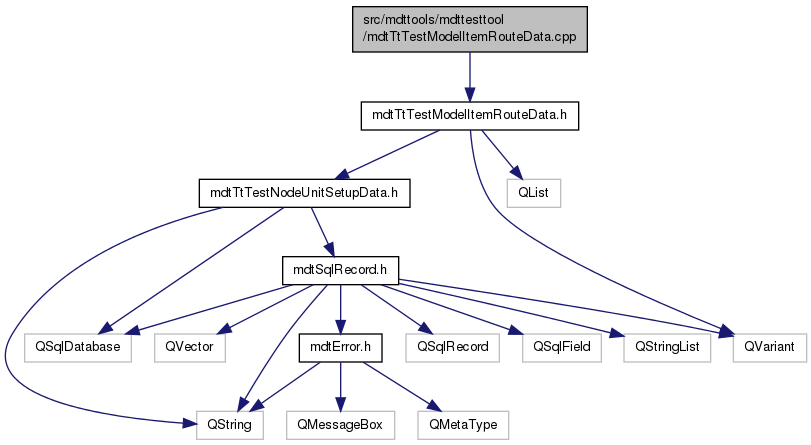 src/mdttools/mdttesttool
/mdtTtTestModelItemRouteData.cpp
mdtTtTestModelItemRouteData.h
mdtTtTestNodeUnitSetupData.h
QList
mdtSqlRecord.h
QSqlDatabase
QVector
mdtError.h
QSqlRecord
QSqlField
QStringList
QVariant
QString
QMessageBox
QMetaType